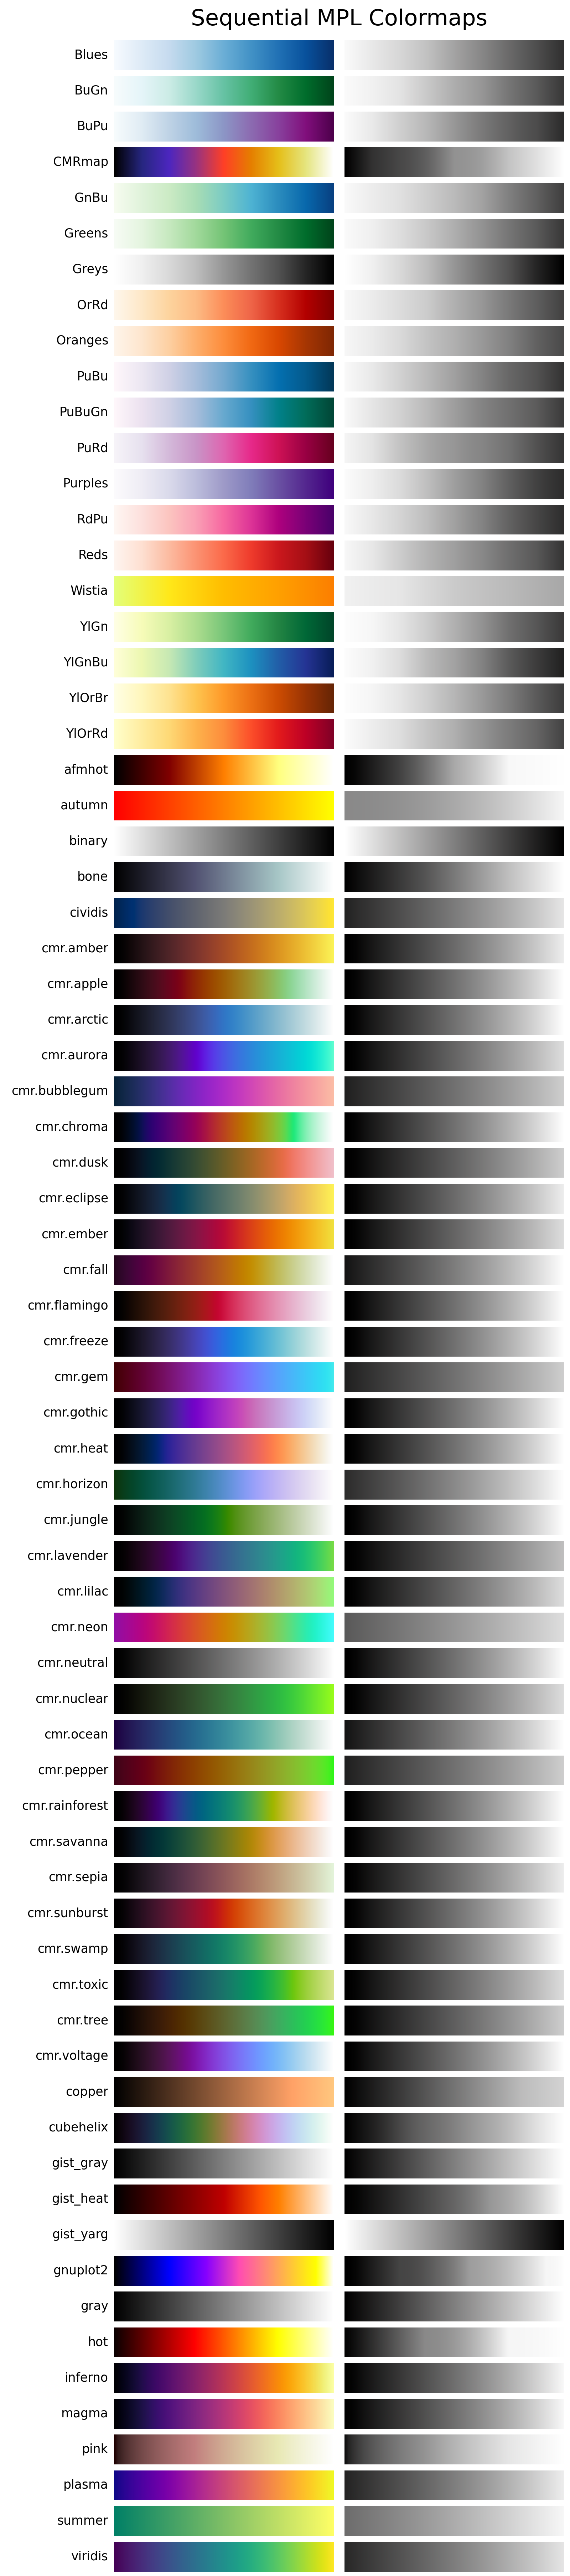 Sequential MPL Colormaps
Blues
BuGn
BuPu
CMRmap
GnBu
Greens
Greys
OrRd
Oranges
PuBu
PuBuGn
PuRd
Purples
RdPu
Reds
Wistia
YlGn
YlGnBu
YlOrBr
YlOrRd
afmhot
autumn
binary
bone
cividis
cmr.amber
cmr.apple
cmr.arctic
cmr.aurora
cmr.bubblegum
cmr.chroma
cmr.dusk
cmr.eclipse
cmr.ember
cmr.fall
cmr.flamingo
cmr.freeze
cmr.gem
cmr.gothic
cmr.heat
cmr.horizon
cmr.jungle
cmr.lavender
cmr.lilac
cmr.neon
cmr.neutral
cmr.nuclear
cmr.ocean
cmr.pepper
cmr.rainforest
cmr.savanna
cmr.sepia
cmr.sunburst
cmr.swamp
cmr.toxic
cmr.tree
cmr.voltage
copper
cubehelix
gist_gray
gist_heat
gist_yarg
gnuplot2
gray
hot
inferno
magma
pink
plasma
summer
viridis